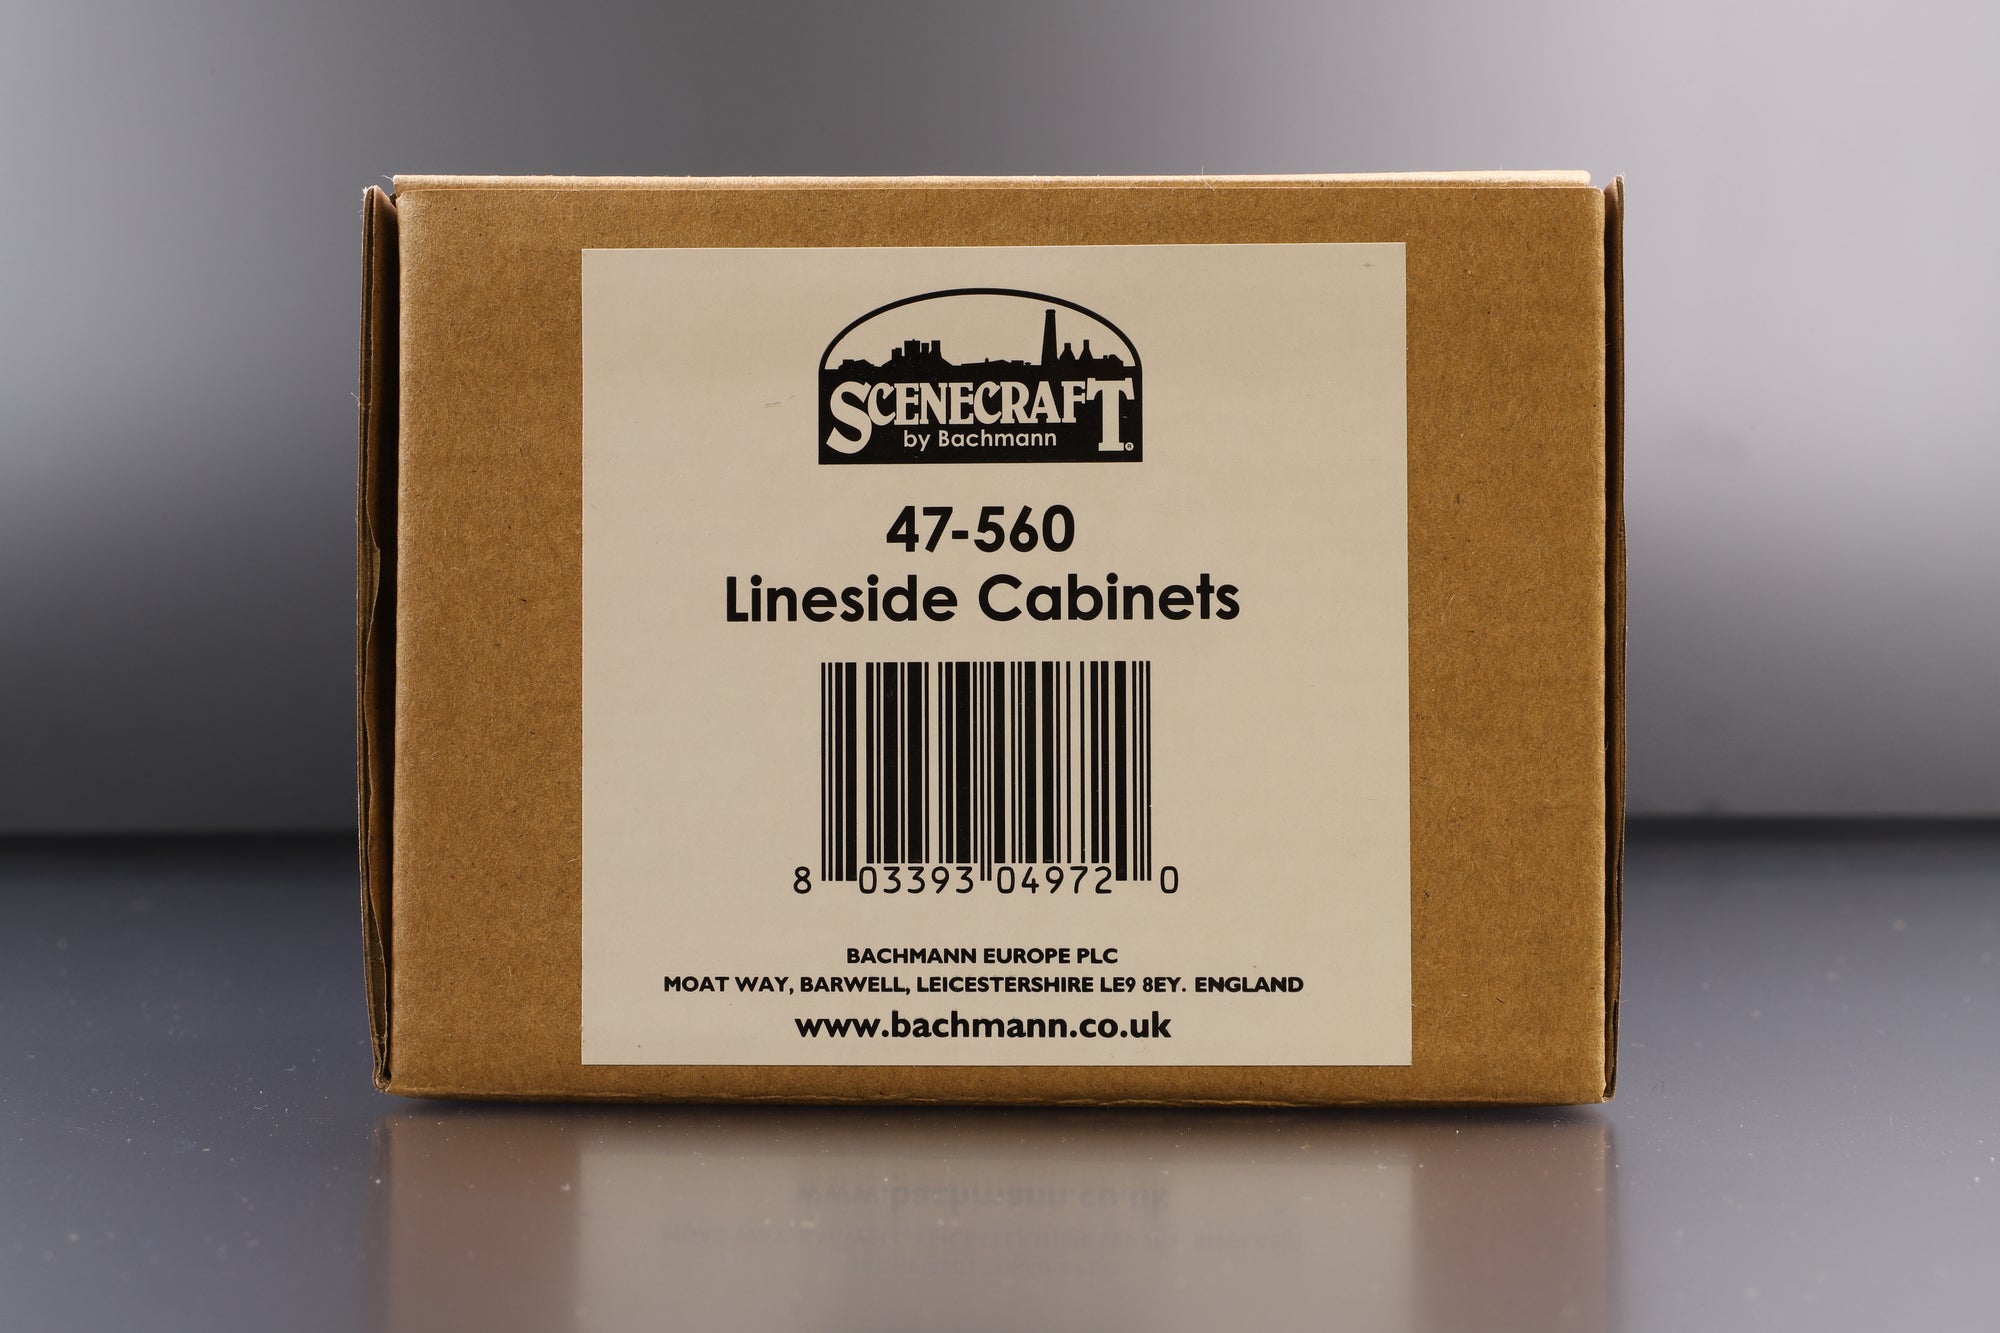 SCENECRAFT
by Bachmann
47-560
Lineside Cabinets
8 03393 04972 0
BACHMANN EUROPE PLC
MOAT WAY, BARWELL, LEICESTERSHIRE LE9 8EY. ENGLAND
www.bachmann.co.uk